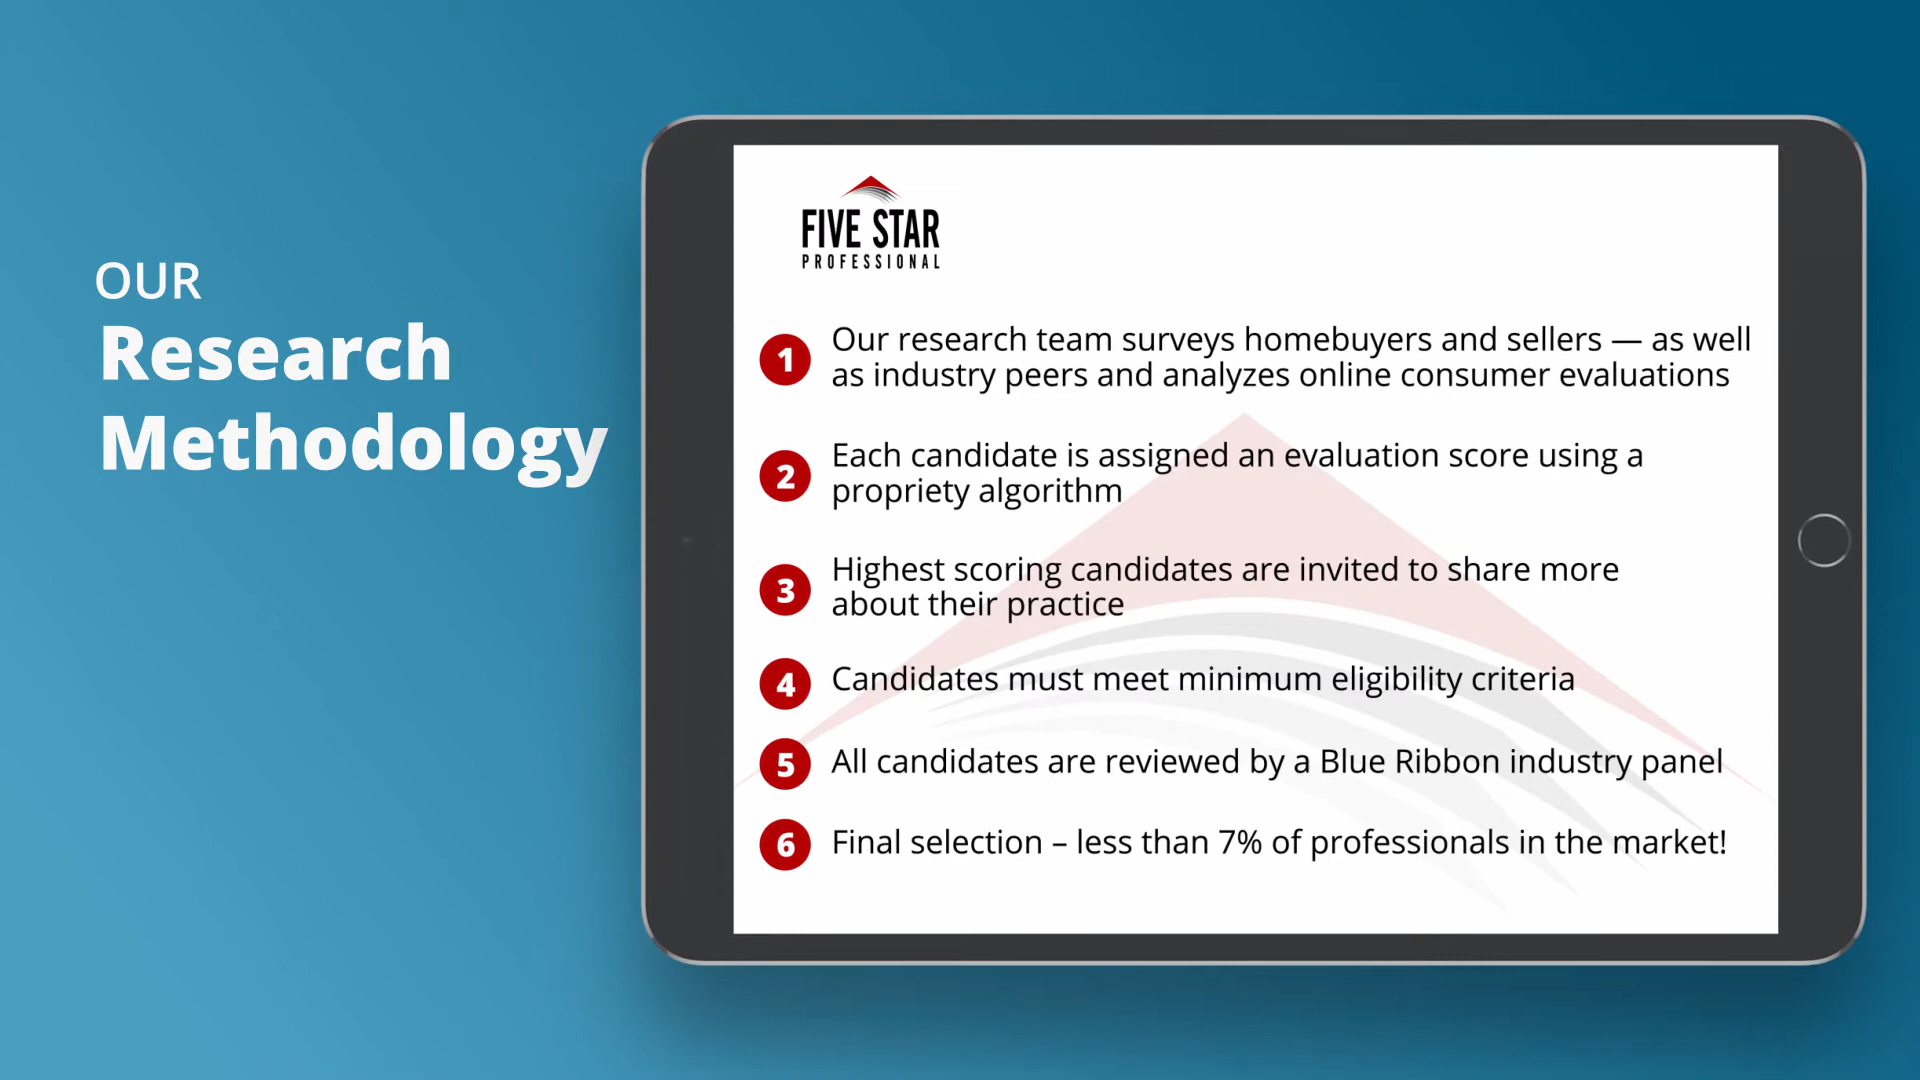 OUR
Research
Methodology
FIVE STAR
PROFESSIONAL
1 Our research team surveys homebuyers and sellers — as well
as industry peers and analyzes online consumer evaluations
2 Each candidate is assigned an evaluation score using a
propriety algorithm
3 Highest scoring candidates are invited to share more
about their practice
4 Candidates must meet minimum eligibility criteria
5 All candidates are reviewed by a Blue Ribbon industry panel
6 Final selection – less than 7% of professionals in the market!